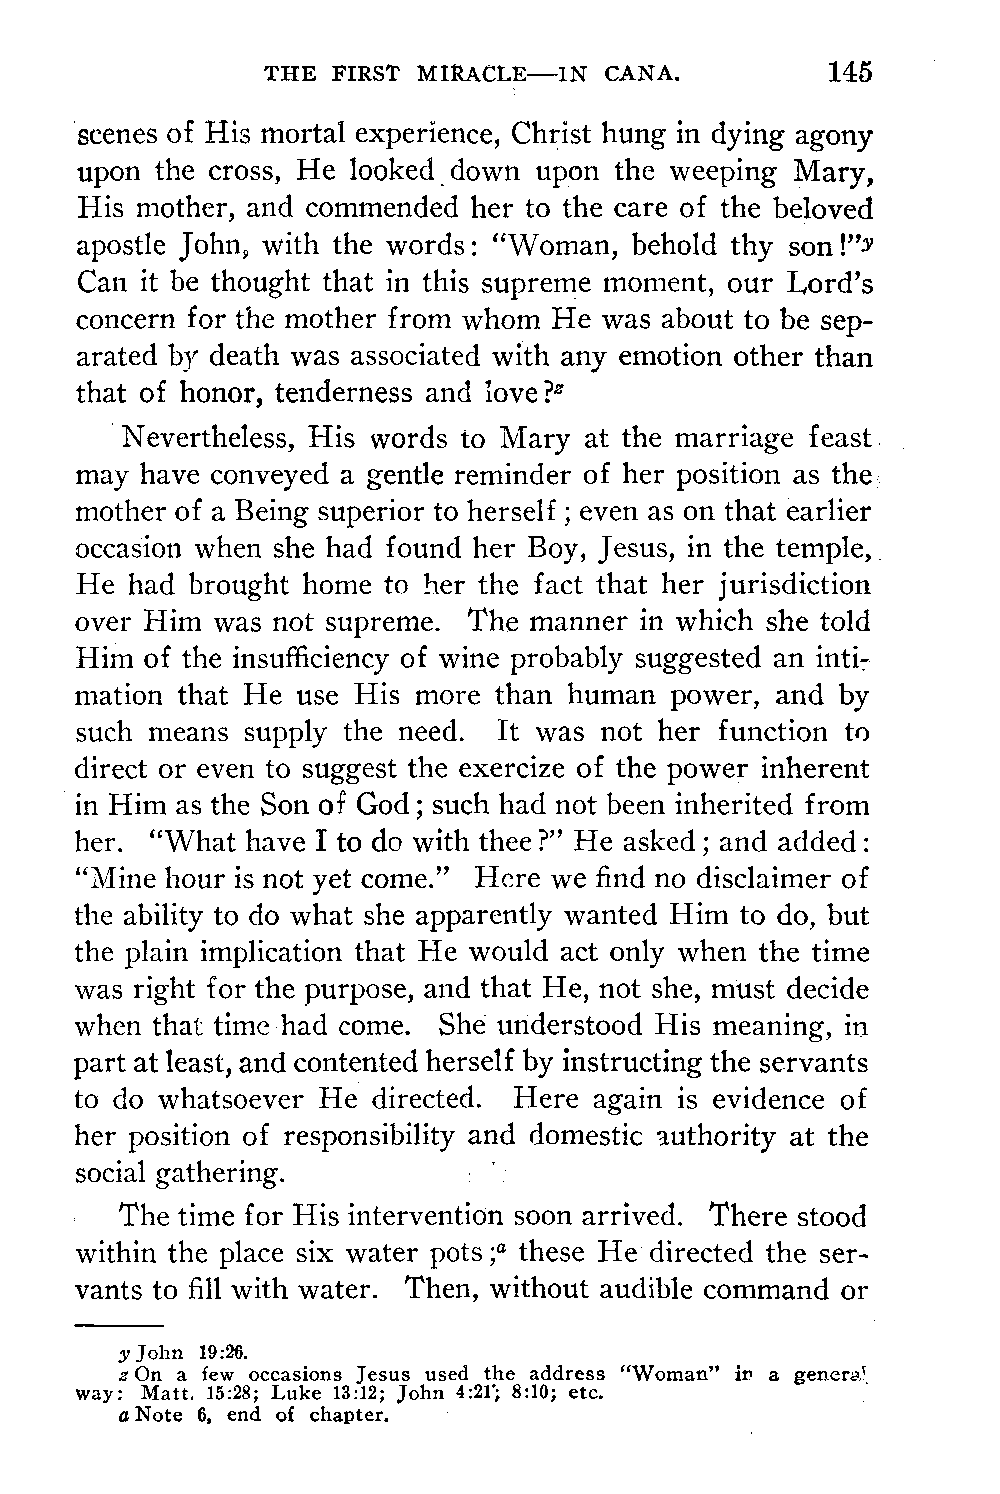 THE FIRST MIRACLE—IN CANA. 145
scenes of His mortal experience, Christ hung in dying agony
upon the cross, He looked down upon the weeping Mary,
His mother, and commended her to the care of the beloved
apostle John, with the words: “Woman, behold thy son!”y
Can it be thought that in this supreme moment, our Lord’s
concern for the mother from whom He was about to be sep-
arated by death was associated with any emotion other than
that of honor, tenderness and love?z
Nevertheless, His words to Mary at the marriage feast
may have conveyed a gentle reminder of her position as the
mother of a Being superior to herself; even as on that earlier
occasion when she had found her Boy, Jesus, in the temple,
He had brought home to her the fact that her jurisdiction
over Him was not supreme. The manner in which she told
Him of the insufficiency of wine probably suggested an inti-
mation that He use His more than human power, and by
such means supply the need. It was not her function to
direct or even to suggest the exercize of the power inherent
in Him as the Son of God; such had not been inherited from
her. “What have I to do with thee?” He asked; and added:
“Mine hour is not yet come.” Here we find no disclaimer of
the ability to do what she apparently wanted Him to do, but
the plain implication that He would act only when the time
was right for the purpose, and that He, not she, must decide
when that time had come. She understood His meaning, in
part at least, and contented herself by instructing the servants
to do whatsoever He directed. Here again is evidence of
her position of responsibility and domestic authority at the
social gathering.
The time for His intervention soon arrived. There stood
within the place six water pots;a these He directed the ser-
vants to fill with water. Then, without audible command or
y John 19:26.
z On a few occasions Jesus used the address “Woman” in a general
way: Matt. 15:28; Luke 13:12; John 4:21; 8:10; etc.
a Note 6, end of chapter.